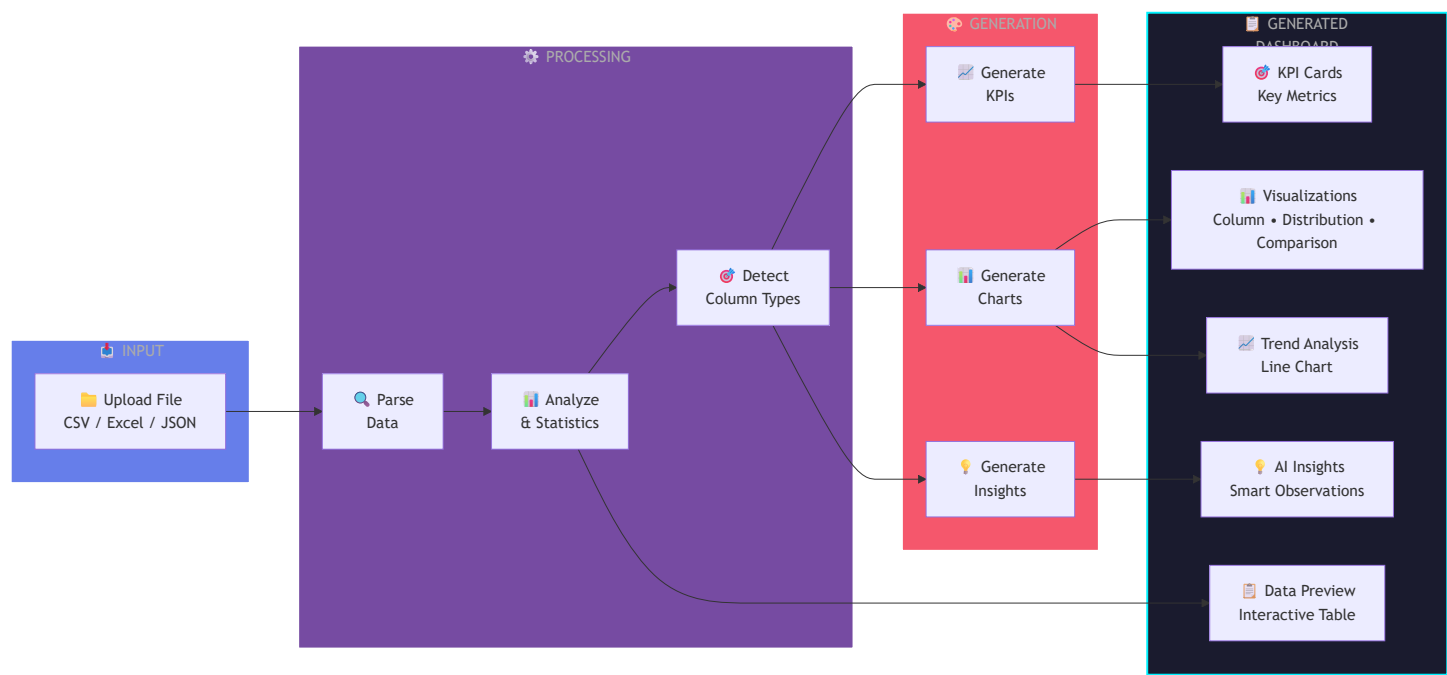 📥 INPUT
📁 Upload File
CSV / Excel / JSON
⚙️ PROCESSING
🔍 Parse
Data
📊 Analyze
& Statistics
🎯 Detect
Column Types
🎨 GENERATION
📈 Generate
KPIs
📊 Generate
Charts
💡 Generate
Insights
📋 GENERATED
DASHBOARD
🎯 KPI Cards
Key Metrics
📊 Visualizations
Column • Distribution •
Comparison
📈 Trend Analysis
Line Chart
💡 AI Insights
Smart Observations
📋 Data Preview
Interactive Table